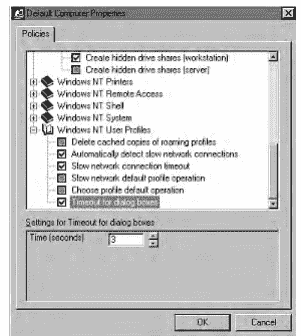 Default Computer Properties
Policies
Create hidden drive shares (workstation)
Create hidden drive shares (server)
Windows NT Printers
Windows NT Remote Access
Windows NT Shell
Windows NT System
Windows NT User Profiles
Delete cached copies of roaming profiles
Automatically detect slow network connections
Slow network connection timeout
Slow network default profile operation
Choose profile default operation
Timeout for dialog boxes
Settings for Timeout for dialog boxes
Time (seconds) 3
OK Cancel